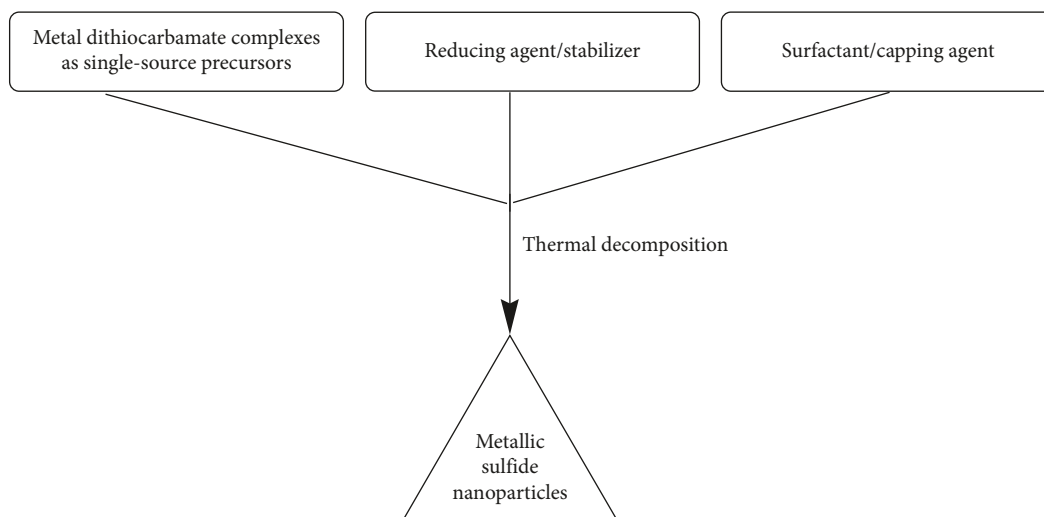 Metal dithiocarbamate complexes
as single-source precursors
Reducing agent/stabilizer
Surfactant/capping agent
Thermal decomposition
Metallic
sulfide
nanoparticles